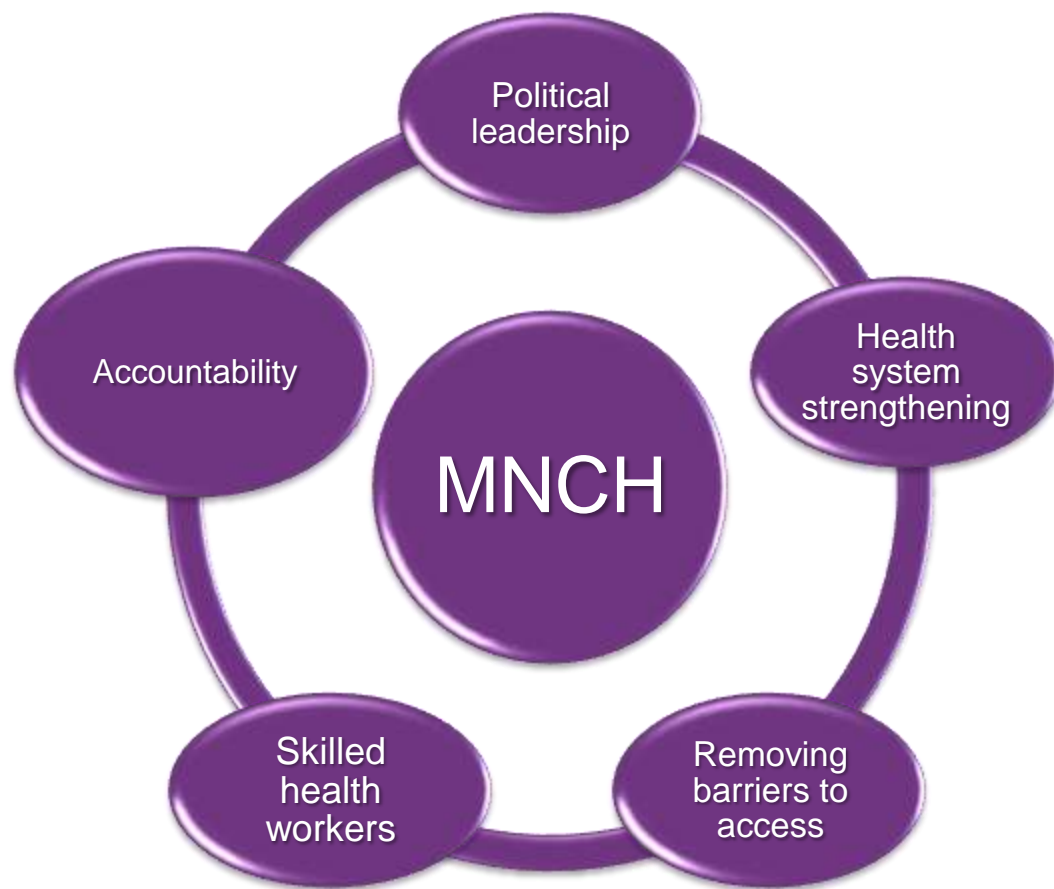 Political
leadership
Health
system
strengthening
Accountability
MNCH
Skilled
health
workers
Removing
barriers to
access